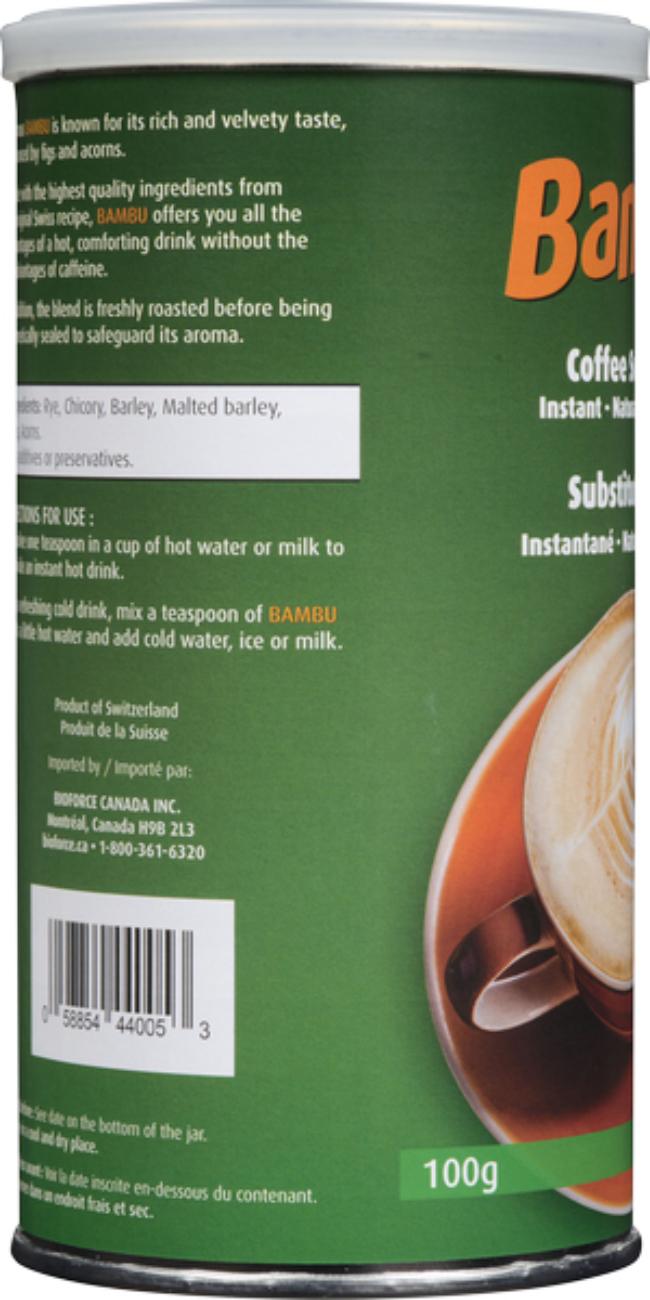 BAMBU is known for its rich and velvety taste,
by figs and acorns.
with the highest quality ingredients from
Swiss recipe, BAMBU offers you all the
of a hot, comforting drink without the
of caffeine.
the blend is freshly roasted before being
sealed to safeguard its aroma.
Rye, Chicory, Barley, Malted barley,
or preservatives.
FOR USE :
one teaspoon in a cup of hot water or milk to
an instant hot drink.
cold drink, mix a teaspoon of BAMBU
little hot water and add cold water, ice or milk.
Product of Switzerland
Produit de la Suisse
Imported by / Importé par:
BIOFORCE CANADA INC.
Montréal, Canada H9B 2L3
bioforce.ca • 1-800-361-6320
0 58854 44005 3
See date on the bottom of the jar.
cool and dry place.
Voir la date inscrite en-dessous du contenant.
dans un endroit frais et sec.
Bam
Coffee S
Instant • Natu
Substitu
Instantané • Na
100g